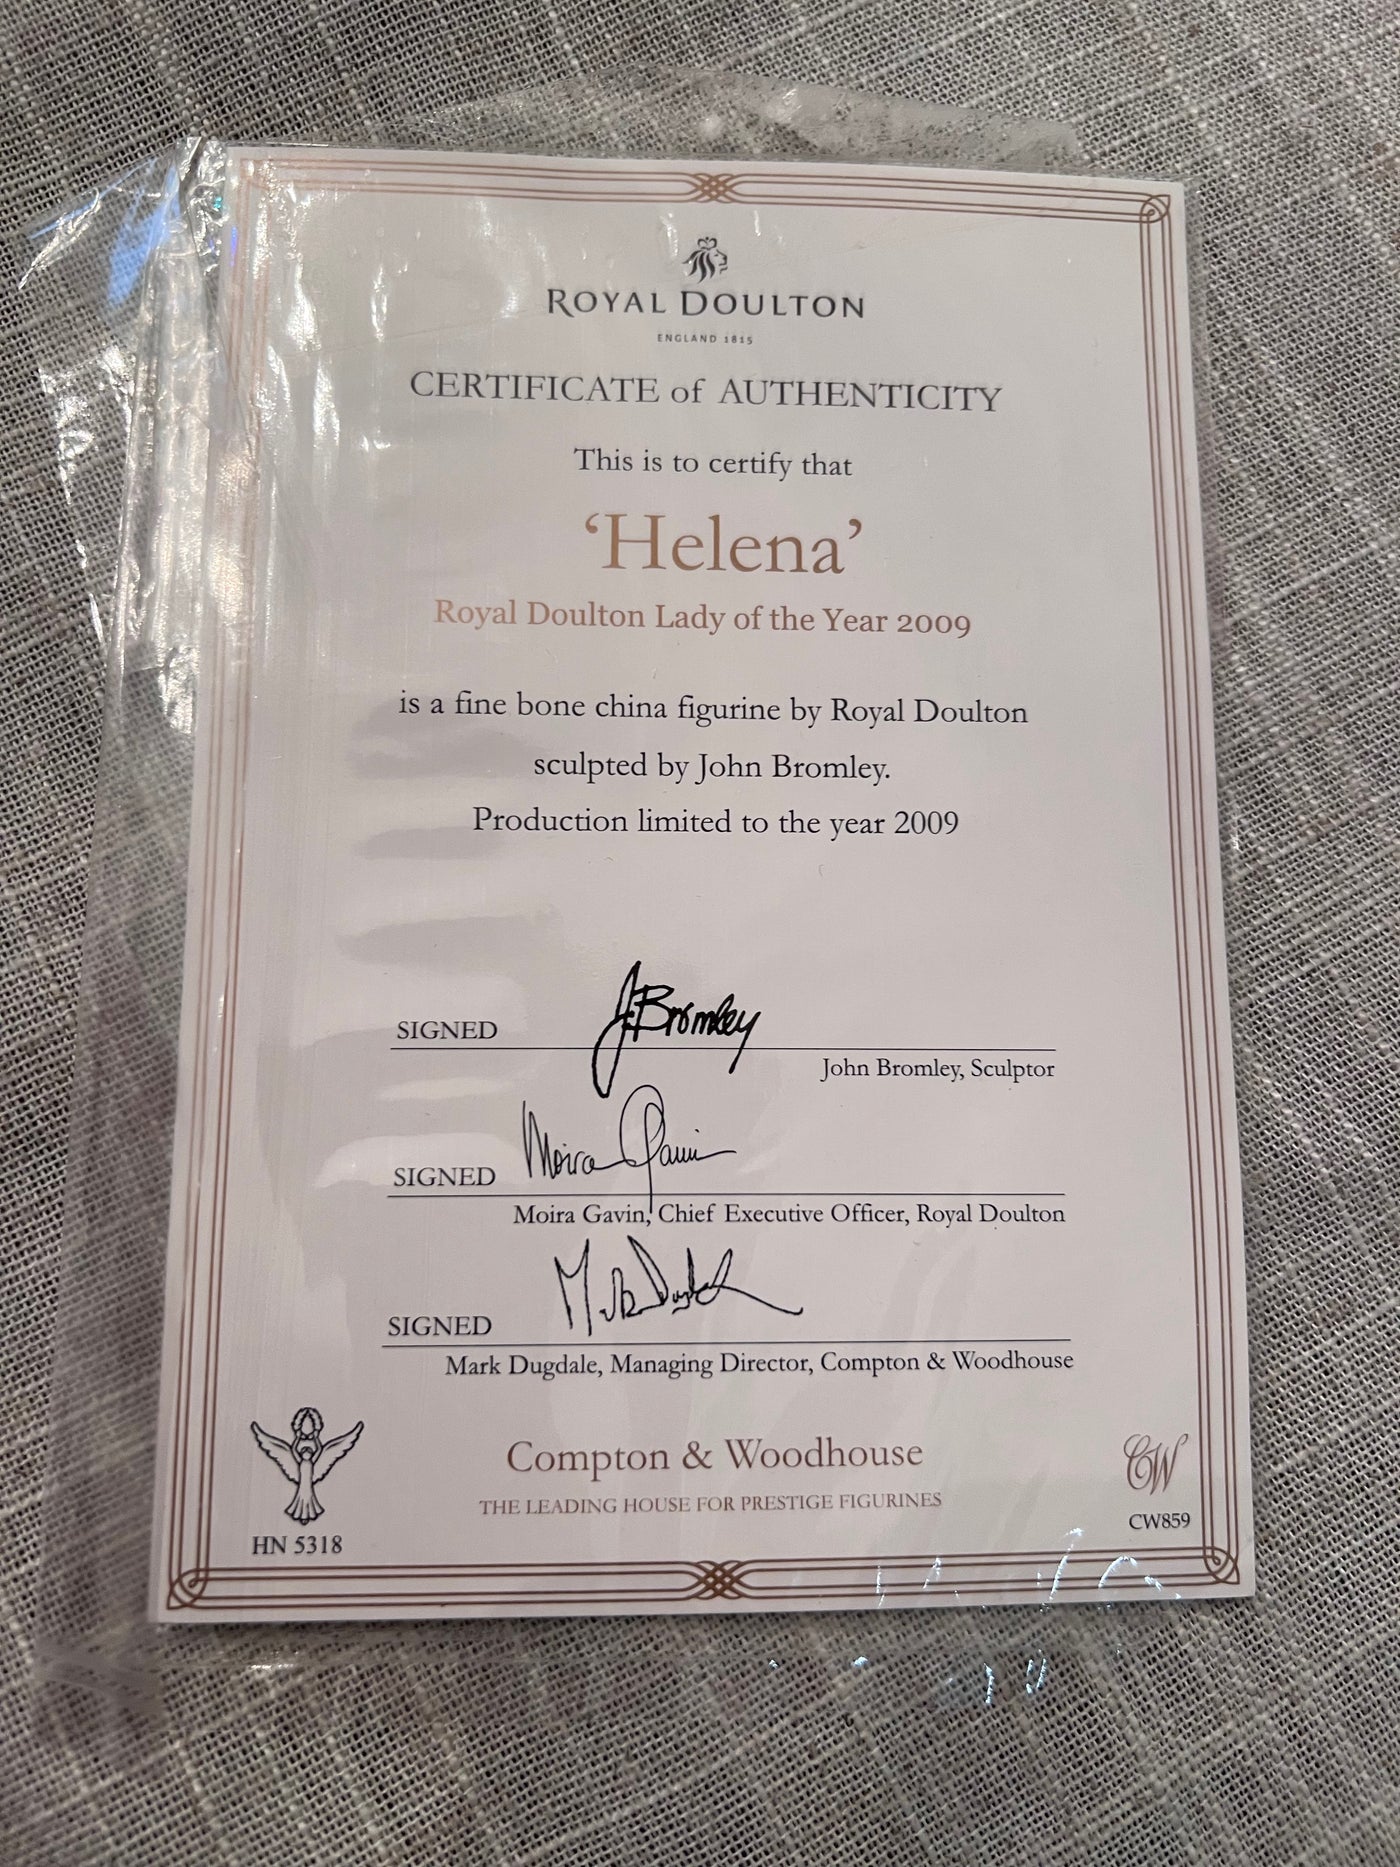 ROYAL DOULTON
ENGLAND 1815
CERTIFICATE of AUTHENTICITY
This is to certify that
‘Helena’
Royal Doulton Lady of the Year 2009
is a fine bone china figurine by Royal Doulton
sculpted by John Bromley.
Production limited to the year 2009
SIGNED J. Bromley
John Bromley, Sculptor
SIGNED Moira Gavin
Moira Gavin, Chief Executive Officer, Royal Doulton
SIGNED Mark Dugdale
Mark Dugdale, Managing Director, Compton & Woodhouse
Compton & Woodhouse
THE LEADING HOUSE FOR PRESTIGE FIGURINES
HN 5318
CW
CW859